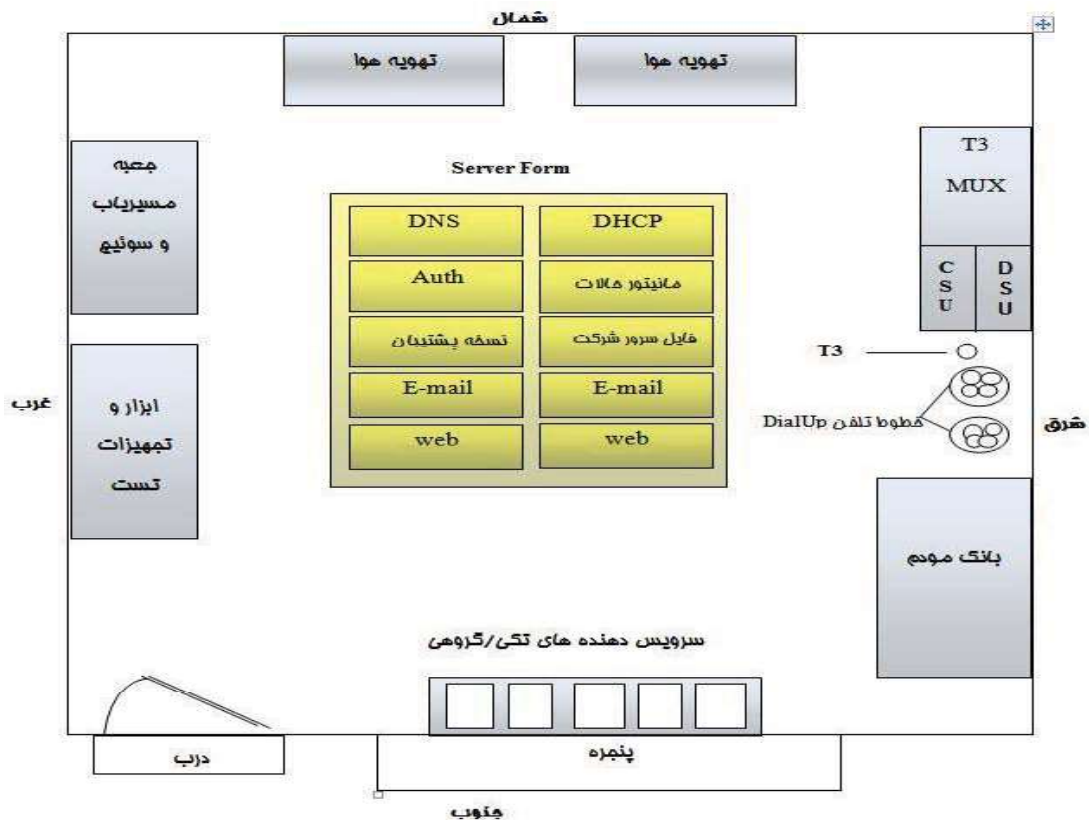 شمال
تهویه هوا
تهویه هوا
جعبه
مسیریاب
و سوئیچ
Server Form
T3
MUX
CSU
DSU
DNS
DHCP
Auth
مانیتور حالات
نسخه پشتیبان
فایل سرور شرکت
E-mail
E-mail
web
web
T3
خطوط تلفن DialUp
شرق
غرب
ابزار و
تجهیزات
تست
بانک مودم
سرویس دهنده های تکی/گروهی
درب
پنجره
جنوب